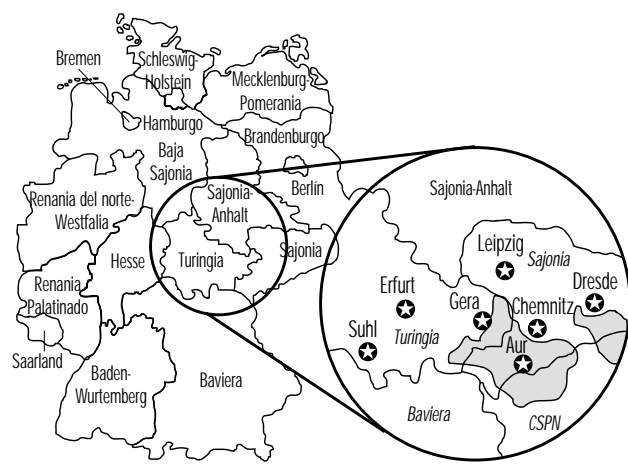 Bremen
Schleswig-
Holstein
Mecklenburg-
Pomerania
Hamburgo
Brandenburgo
Baja
Sajonia
Berlín
Sajonia-
Anhalt
Renania del norte-
Westfalia
Hesse
Turingia
Sajonia
Renania
Palatinado
Saarland
Baden-
Wurtemberg
Baviera
Sajonia-Anhalt
Leipzig
Sajonia
Erfurt
Gera
Chemnitz
Dresde
Suhl
Turingia
Aur
Baviera
CSPN